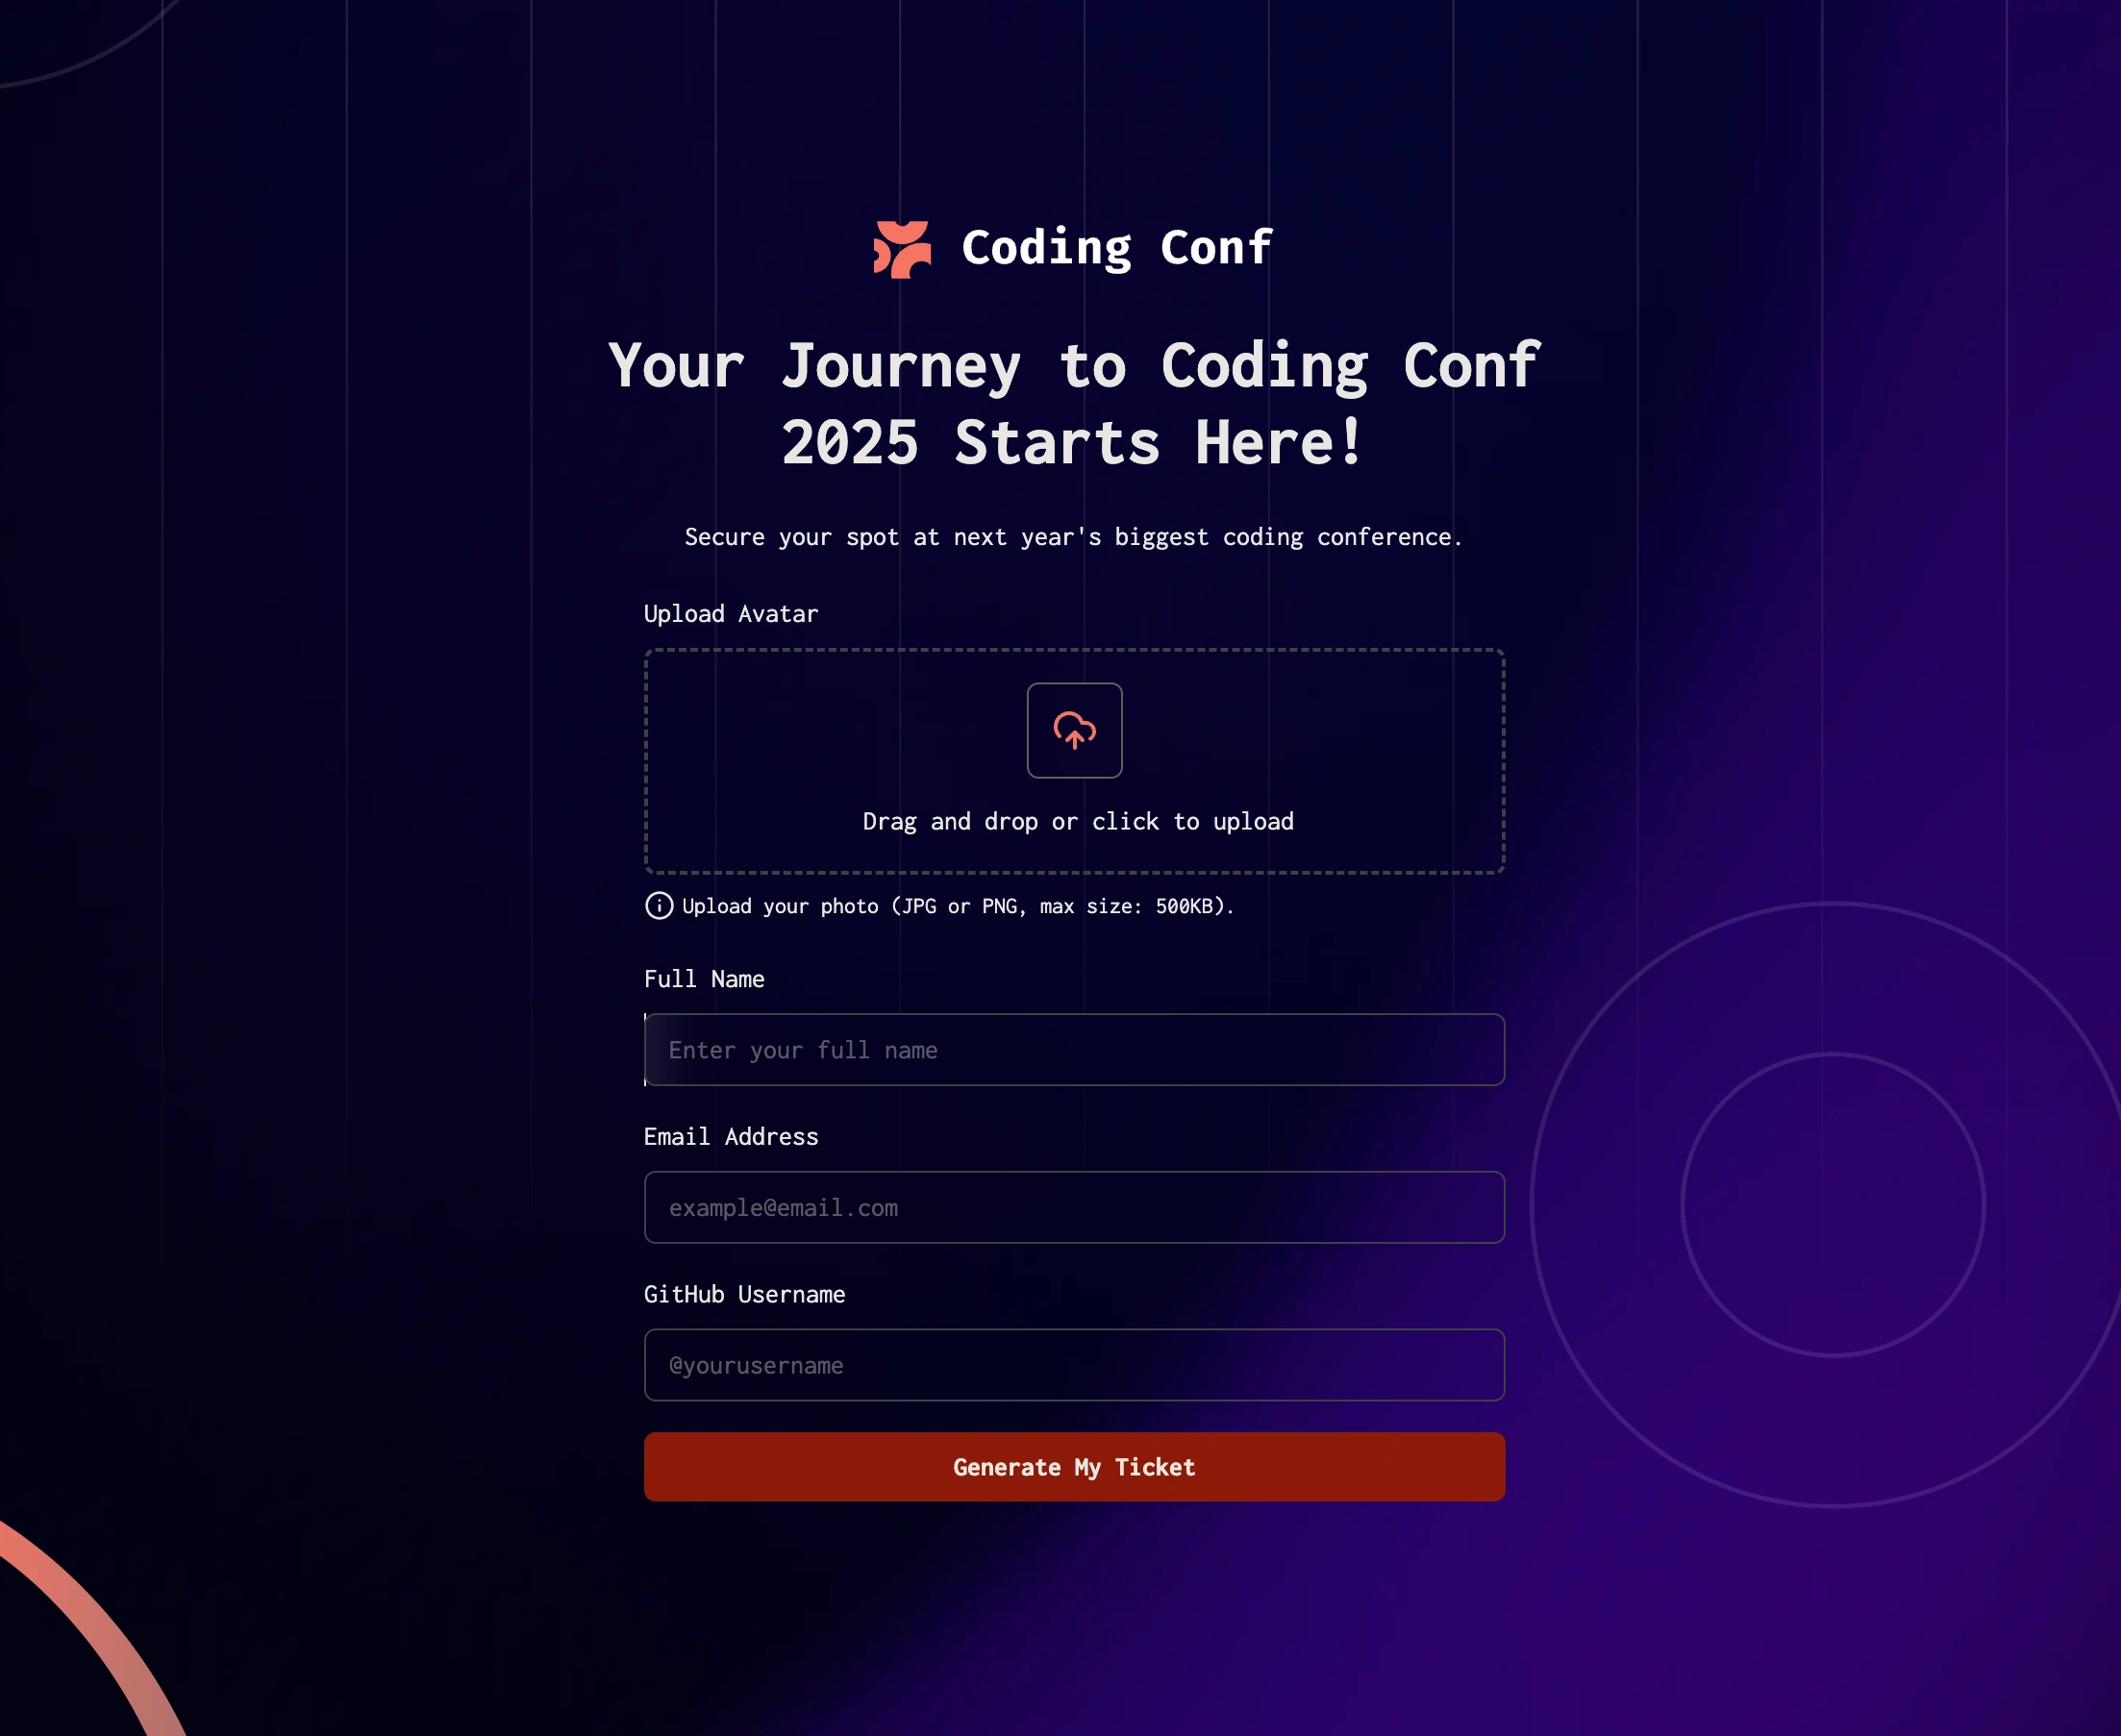 Coding Conf
Your Journey to Coding Conf
2025 Starts Here!
Secure your spot at next year's biggest coding conference.
Upload Avatar
Drag and drop or click to upload
Upload your photo (JPG or PNG, max size: 500KB).
Full Name
Enter your full name
Email Address
example@email.com
GitHub Username
@yourusername
Generate My Ticket